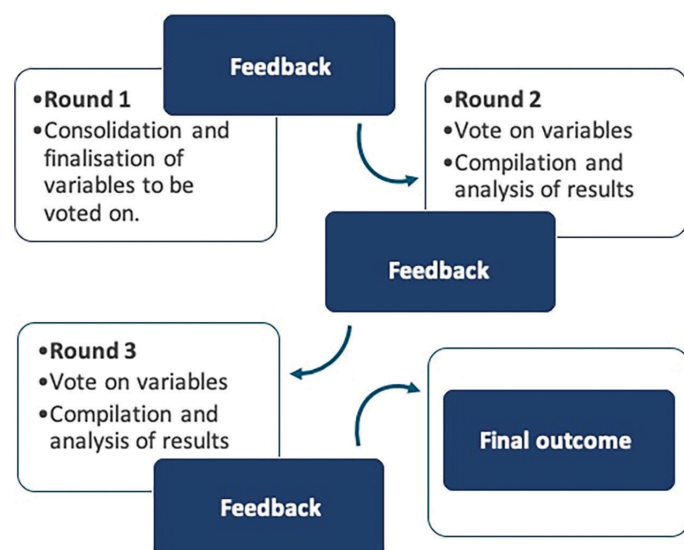 Feedback
•Round 1
•Consolidation and
finalisation of
variables to be
voted on.
•Round 2
•Vote on variables
•Compilation and
analysis of results
Feedback
•Round 3
•Vote on variables
•Compilation and
analysis of results
Feedback
Final outcome